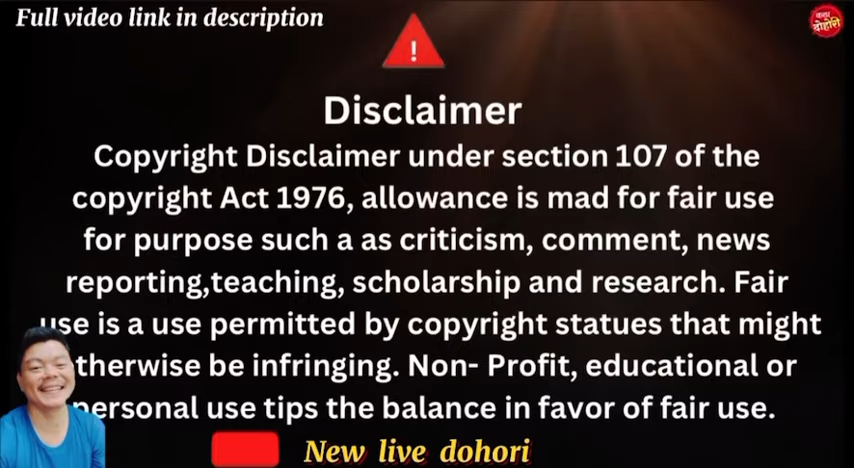 Full video link in description
कला
दोहोरी
!
Disclaimer
Copyright Disclaimer under section 107 of the
copyright Act 1976, allowance is mad for fair use
for purpose such a as criticism, comment, news
reporting,teaching, scholarship and research. Fair
use is a use permitted by copyright statues that might
therwise be infringing. Non- Profit, educational or
personal use tips the balance in favor of fair use.
New live dohori